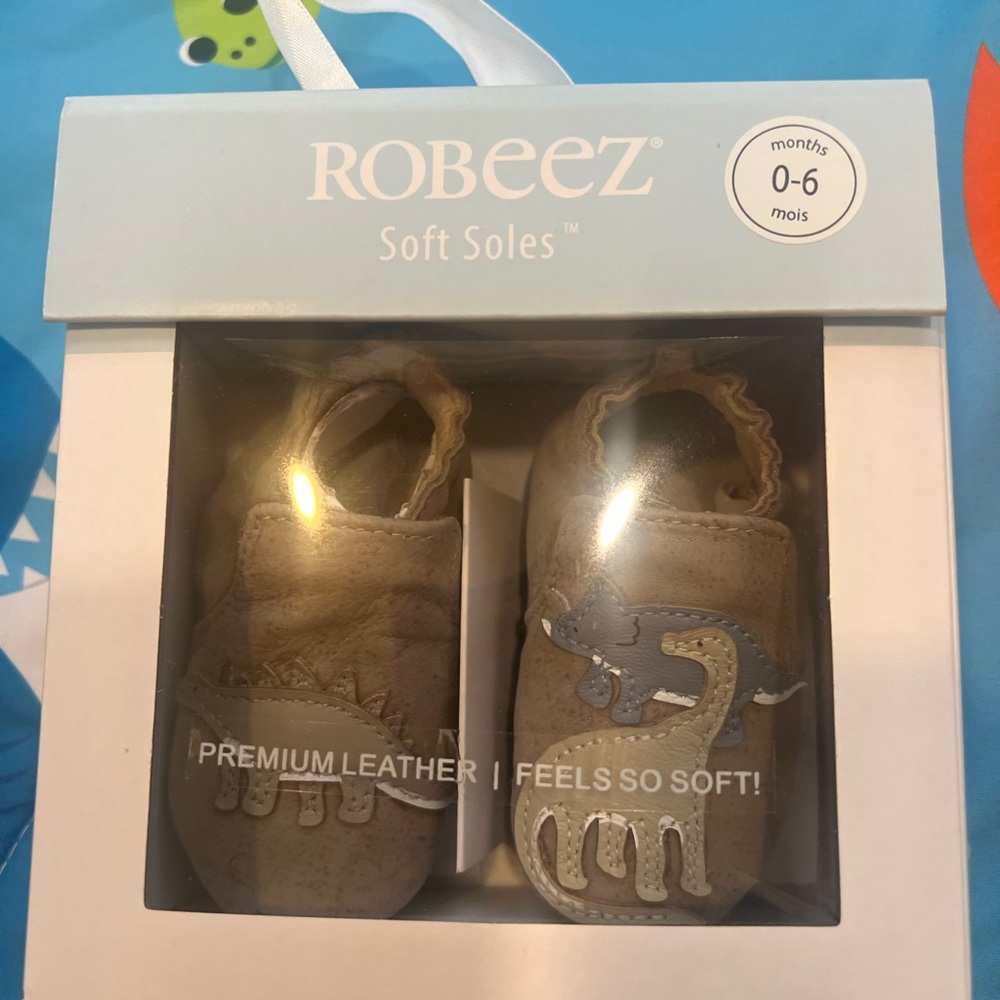 ROBeez®
Soft Soles™
months
0-6
mois
PREMIUM LEATHER | FEELS SO SOFT!